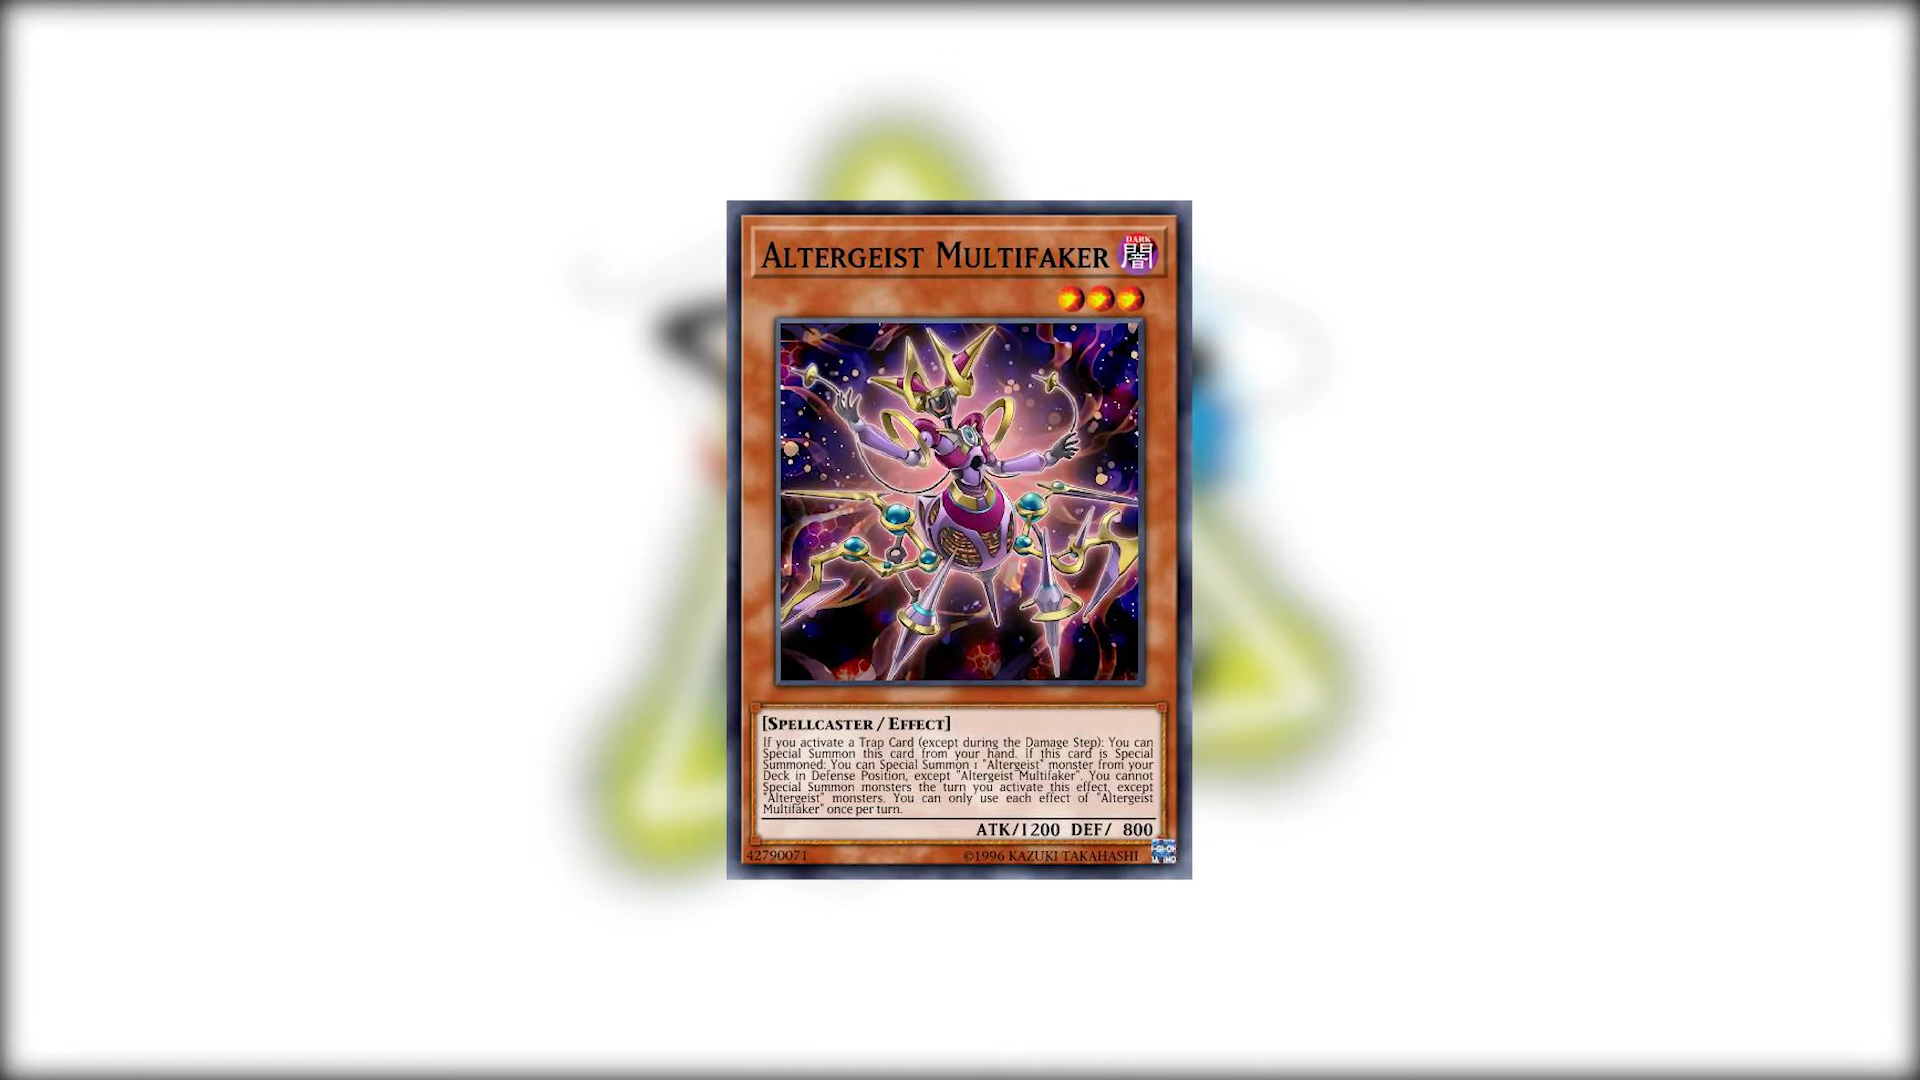 ALTERGEIST MULTIFAKER
DARK
闇
[SPELLCASTER / EFFECT]
If you activate a Trap Card (except during the Damage Step): You can
Special Summon this card from your hand. If this card is Special
Summoned: You can Special Summon 1 "Altergeist" monster from your
Deck in Defense Position, except "Altergeist Multifaker". You cannot
Special Summon monsters the turn you activate this effect, except
"Altergeist" monsters. You can only use each effect of "Altergeist
Multifaker" once per turn.
ATK/1200 DEF/ 800
42790071
©1996 KAZUKI TAKAHASHI